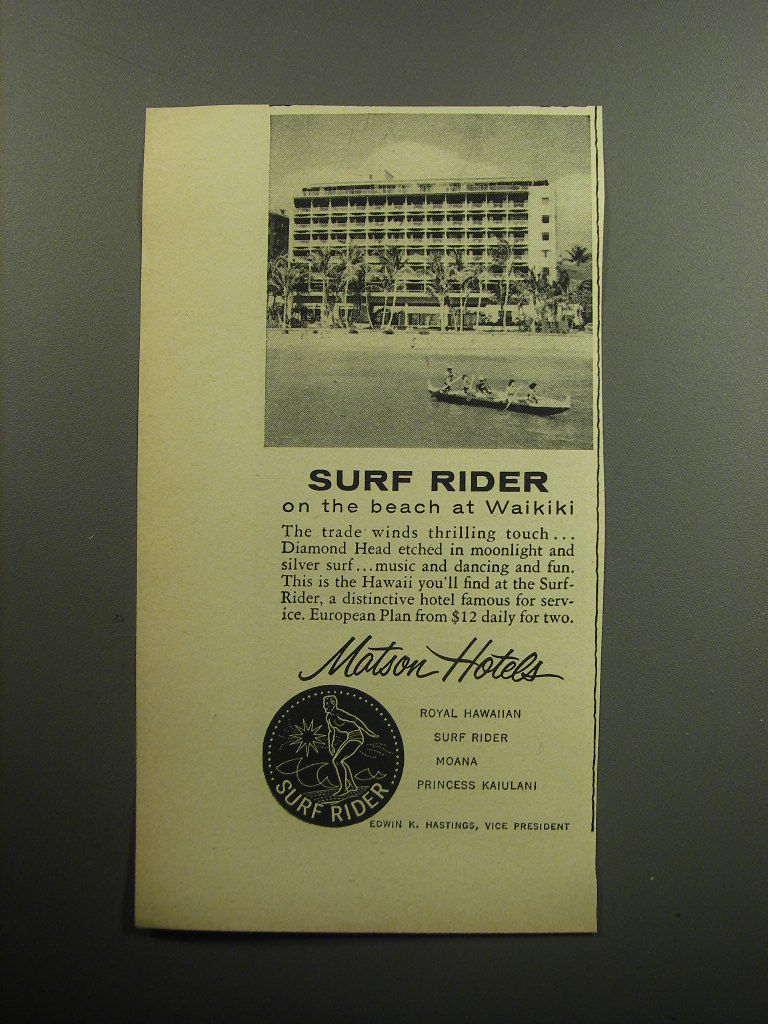 SURF RIDER
on the beach at Waikiki
The trade winds thrilling touch...
Diamond Head etched in moonlight and
silver surf...music and dancing and fun.
This is the Hawaii you'll find at the Surf-
Rider, a distinctive hotel famous for serv-
ice. European Plan from $12 daily for two.
Matson Hotels
ROYAL HAWAIIAN
SURF RIDER
MOANA
PRINCESS KAIULANI
SURF RIDER
EDWIN K. HASTINGS, VICE PRESIDENT